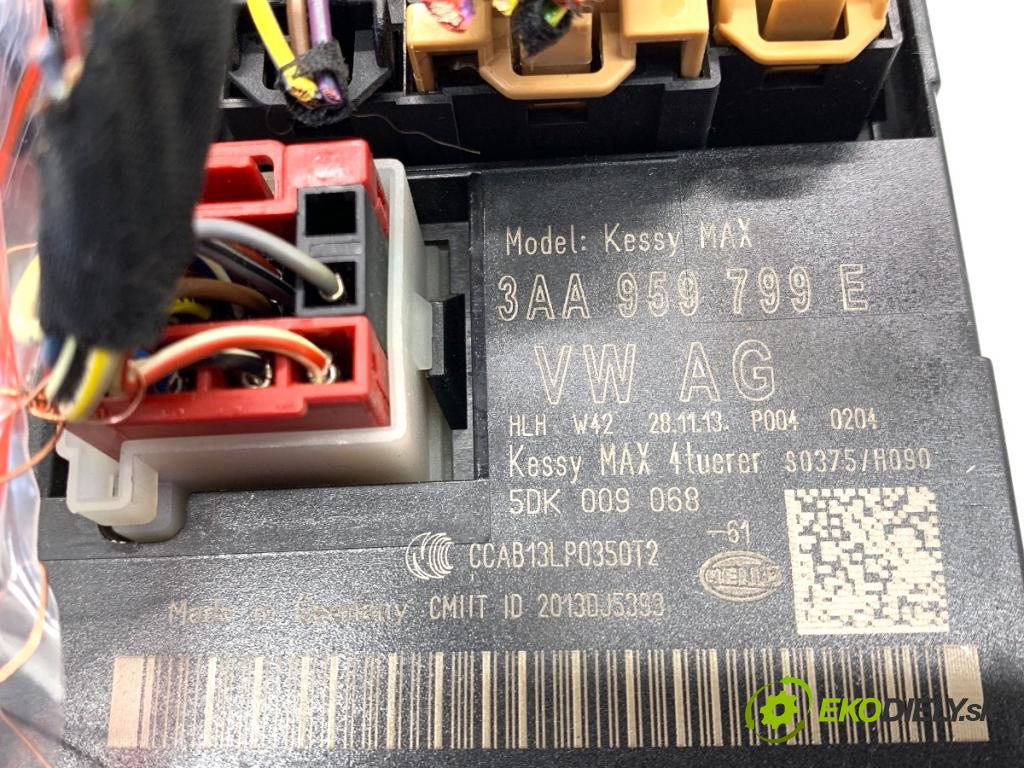 Model: Kessy MAX
3AA 959 799 E
VW AG
HLH W42 28.11.13. P004 0204
Kessy MAX 4tuerer S0375/H090
5DK 009 068
-61
CCAB13LP0350T2
HELLA
Made in Germany CMIIT ID 2013DJ5393
EKODIELY.sk